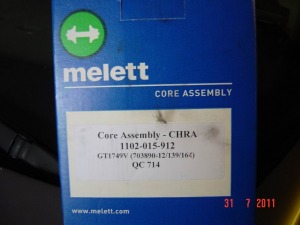 melett
CORE ASSEMBLY
Core Assembly - CHRA
1102-015-912
GT1749V (703890-12/139/16¢)
QC 714
www.melett.com
31 7 2011